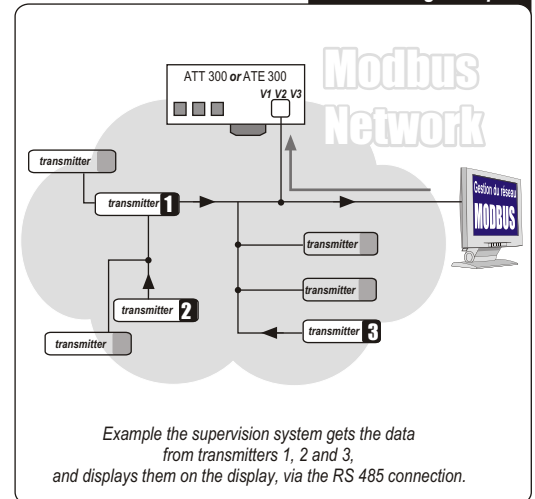 ATT 300 or ATE 300
V1 V2 V3
Modbus
Network
transmitter
transmitter 1
Gestion du réseau
MODBUS
transmitter
transmitter
transmitter 2
transmitter 3
transmitter
Example the supervision system gets the data
from transmitters 1, 2 and 3,
and displays them on the display, via the RS 485 connection.